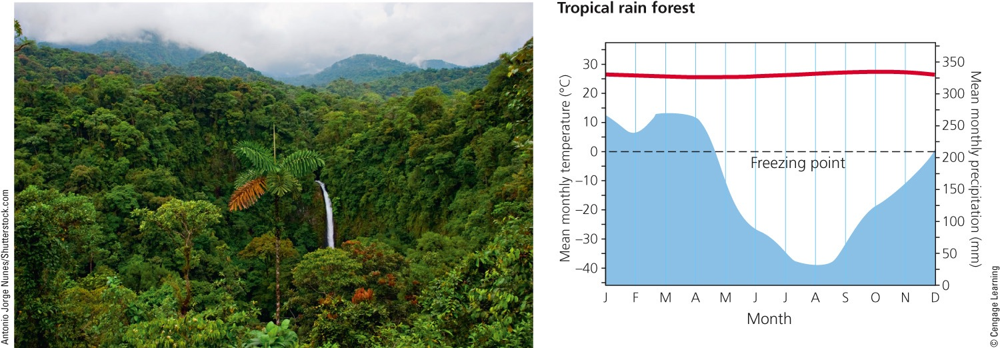 Antonio Jorge Nunes/Shutterstock.com
Tropical rain forest
Mean monthly temperature (°C)
30
20
10
0
–10
–20
–30
–40
Freezing point
350
300
250
200
150
100
50
0
Mean monthly precipitation (mm)
J F M A M J J A S O N D
Month
© Cengage Learning